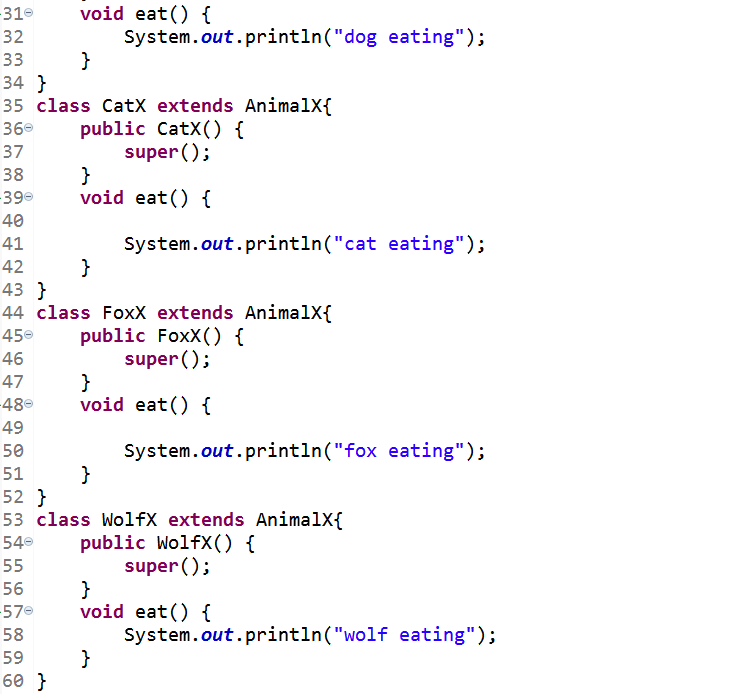 31 void eat() {
32 System.out.println("dog eating");
33 }
34 }
35 class CatX extends AnimalX{
36 public CatX() {
37 super();
38 }
39 void eat() {
40
41 System.out.println("cat eating");
42 }
43 }
44 class FoxX extends AnimalX{
45 public FoxX() {
46 super();
47 }
48 void eat() {
49
50 System.out.println("fox eating");
51 }
52 }
53 class WolfX extends AnimalX{
54 public WolfX() {
55 super();
56 }
57 void eat() {
58 System.out.println("wolf eating");
59 }
60 }